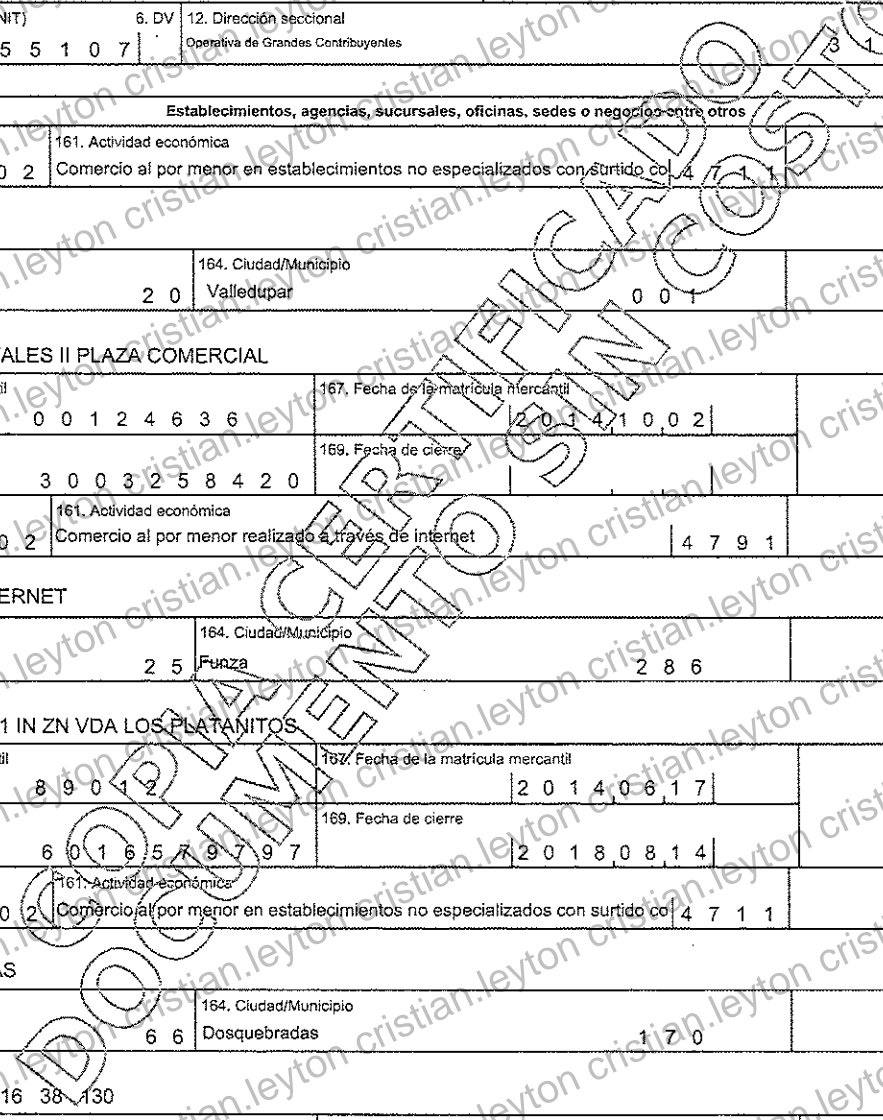 NIT) 6. DV 12. Dirección seccional
5 5 1 0 7 Operativa de Grandes Contribuyentes 3 1
Establecimientos, agencias, sucursales, oficinas, sedes o negocios entre otros
161. Actividad económica
0 2 Comercio al por menor en establecimientos no especializados con surtido co 4 7 1 1
164. Ciudad/Municipio
2 0 Valledupar 0 0 1
ALES II PLAZA COMERCIAL
il 167. Fecha de la matrícula mercantil
0 0 1 2 4 6 3 6 2 0 1 4 1 0 0 2
169. Fecha de cierre
3 0 0 3 2 5 8 4 2 0
161. Actividad económica
0 2 Comercio al por menor realizado a través de internet 4 7 9 1
ERNET
164. Ciudad/Municipio
2 5 Funza 2 8 6
1 IN ZN VDA LOS PLATANITOS
il 167. Fecha de la matrícula mercantil
8 9 0 1 2 2 0 1 4 0 6 1 7
169. Fecha de cierre
6 0 1 6 5 7 9 7 9 7 2 0 1 8 0 8 1 4
161. Actividad económica
0 2 Comercio al por menor en establecimientos no especializados con surtido co 4 7 1 1
AS
164. Ciudad/Municipio
6 6 Dosquebradas 1 7 0
16 38 130
COPIA CERTIFICADO
DOCUMENTO SIN COSTO
cristian.leyton cristian.leyton cristian.leyton